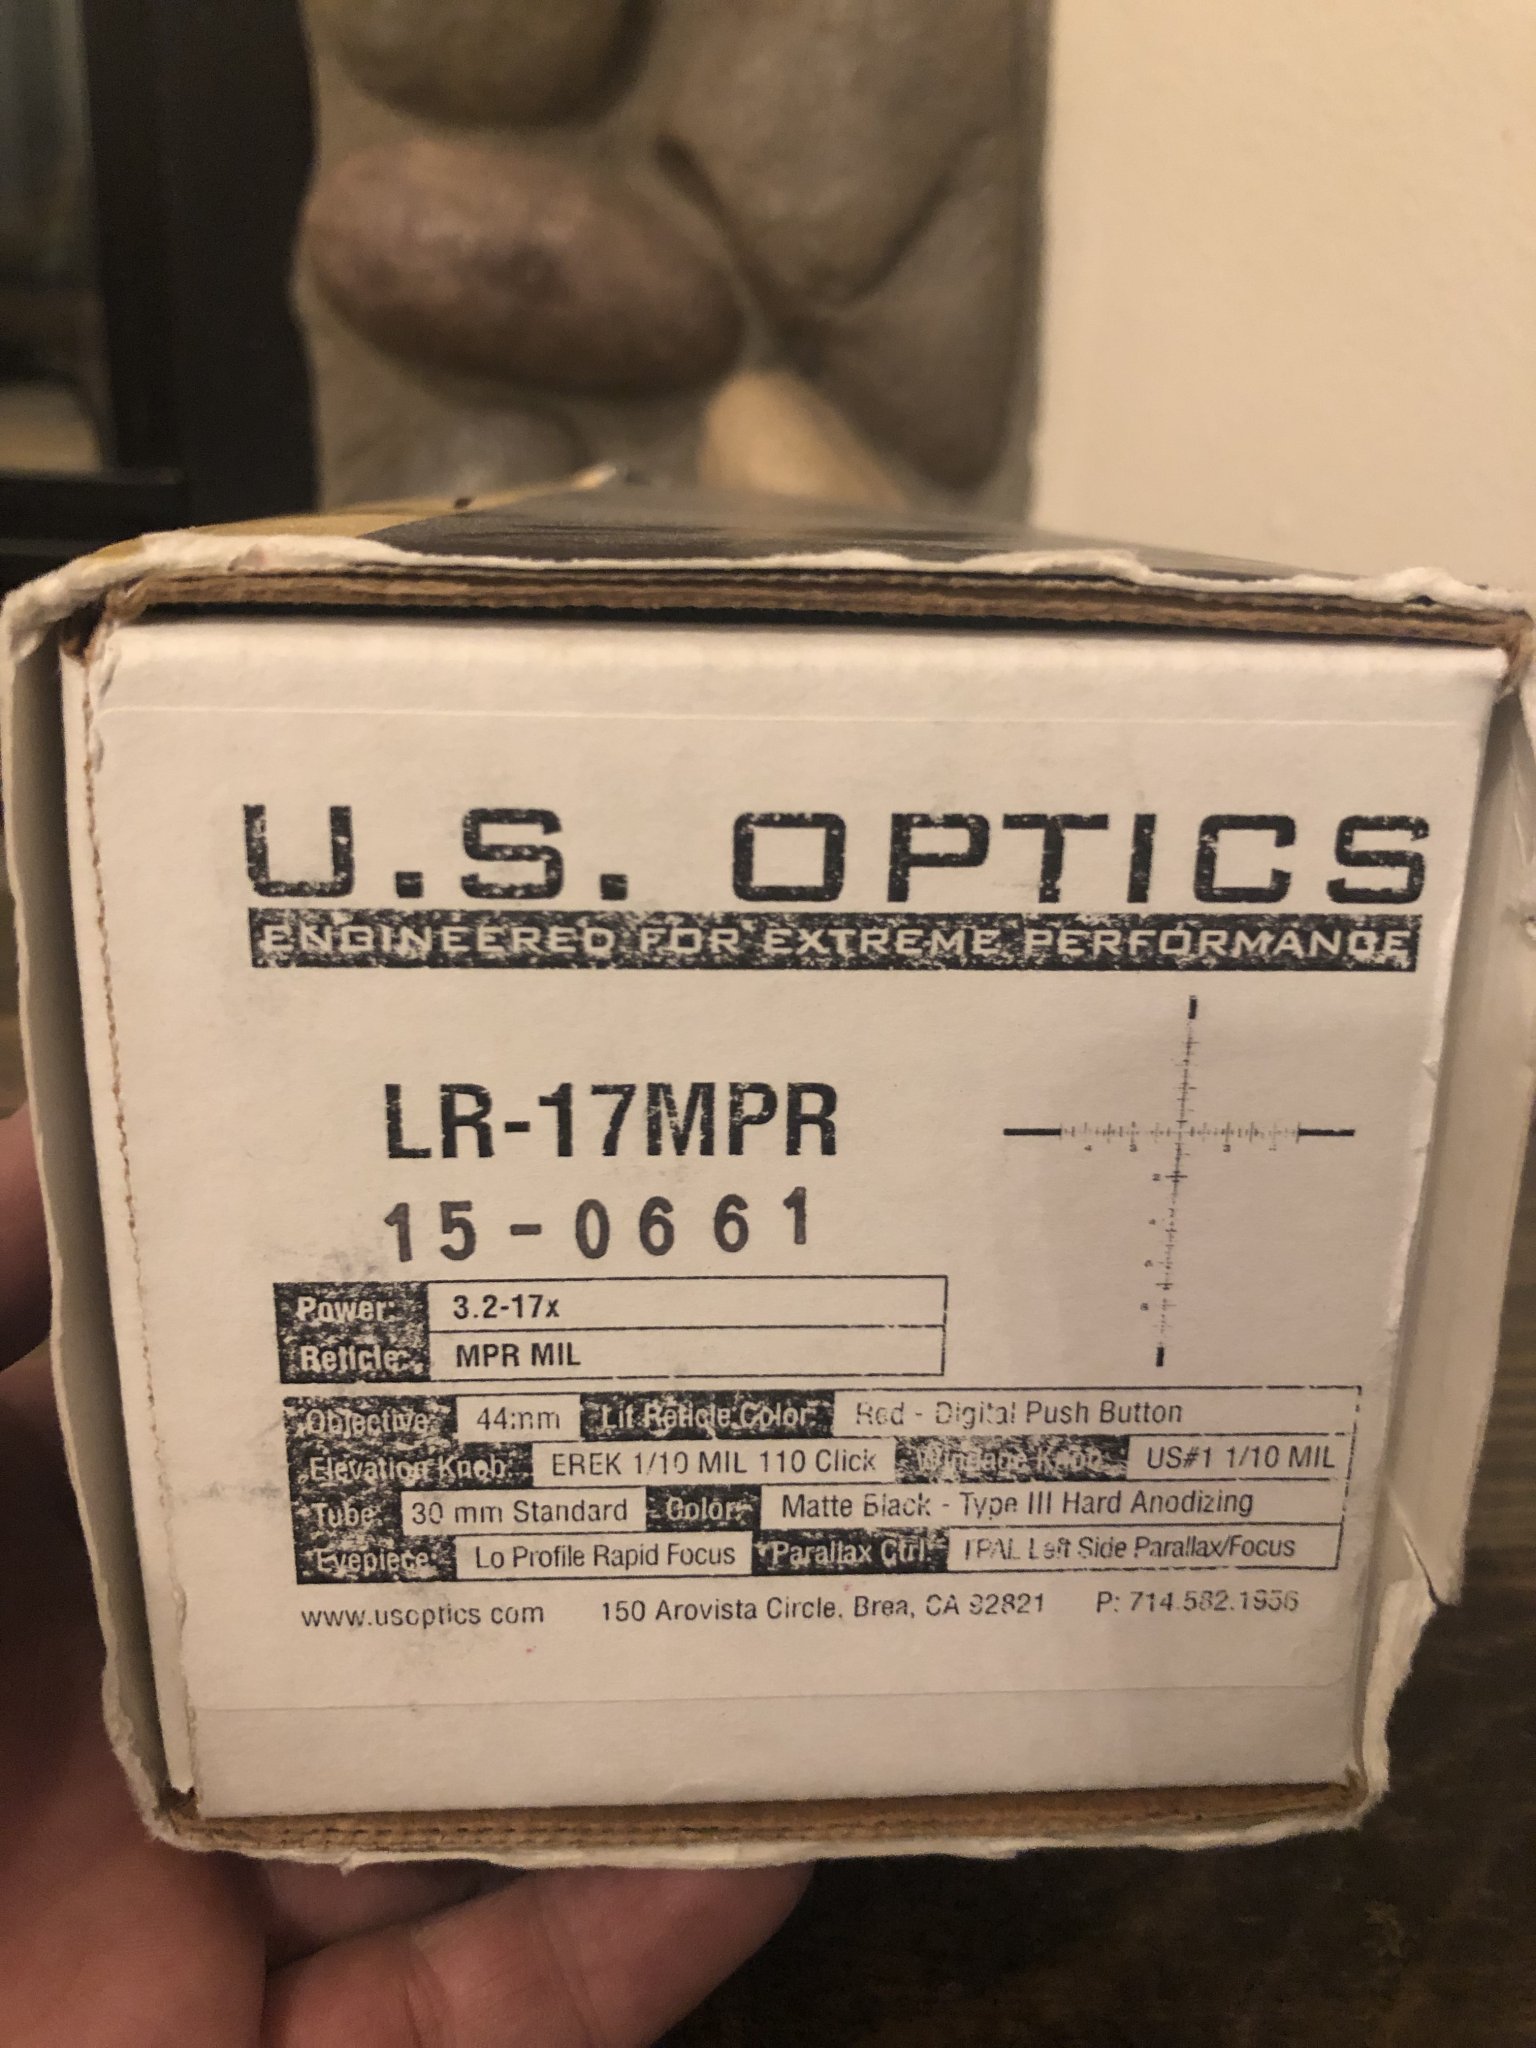 U.S. OPTICS
ENGINEERED FOR EXTREME PERFORMANCE
LR-17MPR
15-0661
Power: 3.2-17x
Reticle: MPR MIL
Objective: 44mm Lit Reticle Color: Red - Digital Push Button
Elevation Knob: EREK 1/10 MIL 110 Click Windage Knob: US#1 1/10 MIL
Tube: 30 mm Standard Color: Matte Black - Type III Hard Anodizing
Eyepiece: Lo Profile Rapid Focus Parallax Ctrl: TPAL Left Side Parallax/Focus
www.usoptics.com 150 Arovista Circle, Brea, CA 92821 P: 714.582.1956